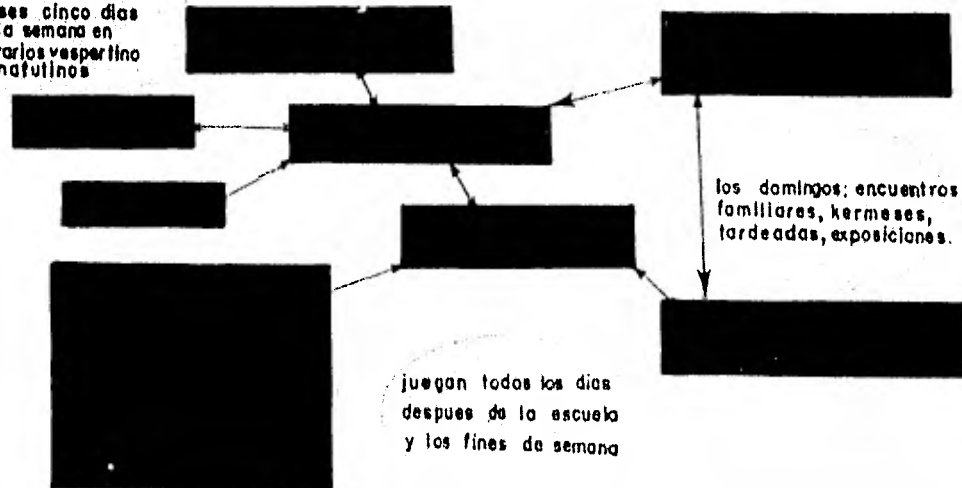 ses cinco dias
a semana en
rarios vespertino
matutinos
los domingos; encuentros
familiares, kermeses,
tardeadas, exposiciones.
juegan todos los dias
despues de la escuela
y los fines de semana